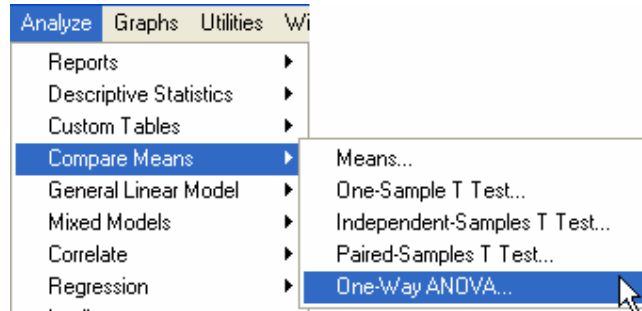 Analyze Graphs Utilities Wi
Reports
Descriptive Statistics
Custom Tables
Compare Means
General Linear Model
Mixed Models
Correlate
Regression
Means...
One-Sample T Test...
Independent-Samples T Test...
Paired-Samples T Test...
One-Way ANOVA...